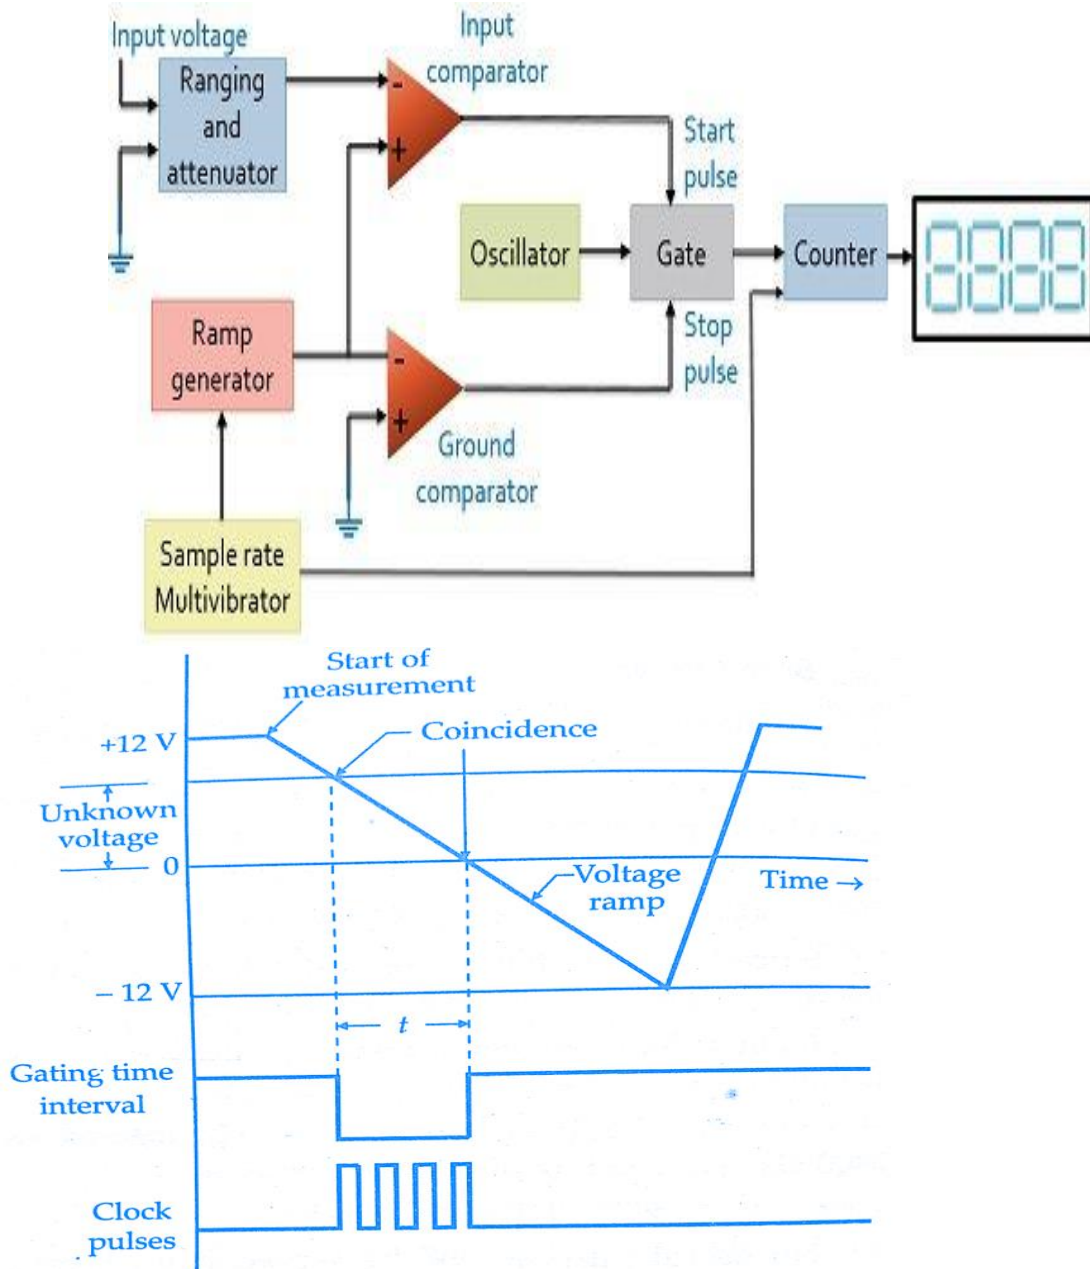 Input voltage
Ranging
and
attenuator
Input
comparator
-
+
Start
pulse
Oscillator
Gate
Counter
8888
Stop
pulse
Ramp
generator
-
+
Ground
comparator
Sample rate
Multivibrator
Start of
measurement
+12 V
Coincidence
Unknown
voltage
0
Voltage
ramp
Time →
– 12 V
t
Gating time
interval
Clock
pulses